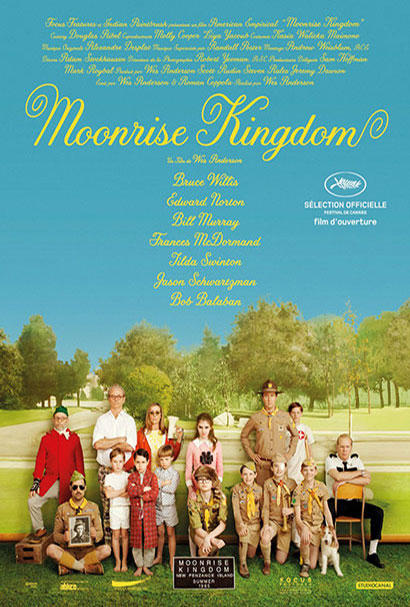 Focus Features et Indian Paintbrush présentent un film American Empirical "Moonrise Kingdom"
Casting Douglas Aibel Coproducteurs Molly Cooper Lila Yacoub Costumes Kasia Walicka Maimone
Musique Originale Alexandre Desplat Musique Supervisée par Randall Poster Montage Andrew Weisblum, A.C.E.
Décors Adam Stockhausen Directeur de la Photographie Robert Yeoman, A.S.C. Producteurs Délégués Sam Hoffman
Mark Roybal Produit par Wes Anderson Scott Rudin Steven Rales Jeremy Dawson
Ecrit par Wes Anderson & Roman Coppola Réalisé par Wes Anderson
Moonrise Kingdom
Un Film de Wes Anderson
Bruce Willis
Edward Norton
Bill Murray
Frances McDormand
Tilda Swinton
Jason Schwartzman
Bob Balaban
SÉLECTION OFFICIELLE
FESTIVAL DE CANNES
film d'ouverture
MOONRISE
KINGDOM
NEW PENZANCE ISLAND
SUMMER
1965
FOCUS
STUDIOCANAL